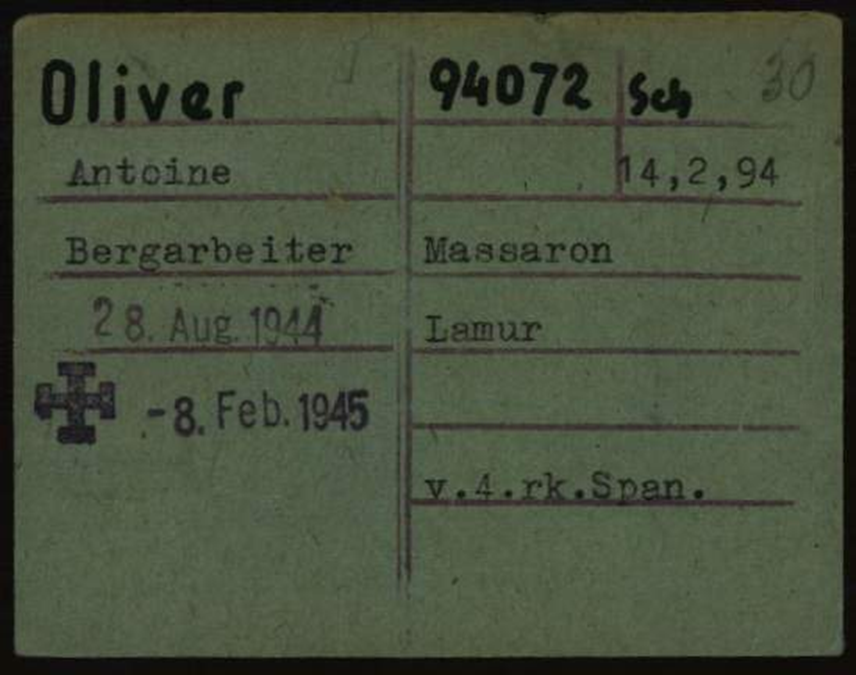 Oliver 94072 Sch 30
Antoine 14,2,94
Bergarbeiter Massaron
28. Aug. 1944 Lamur
-8. Feb. 1945
v.4.rk.Span.